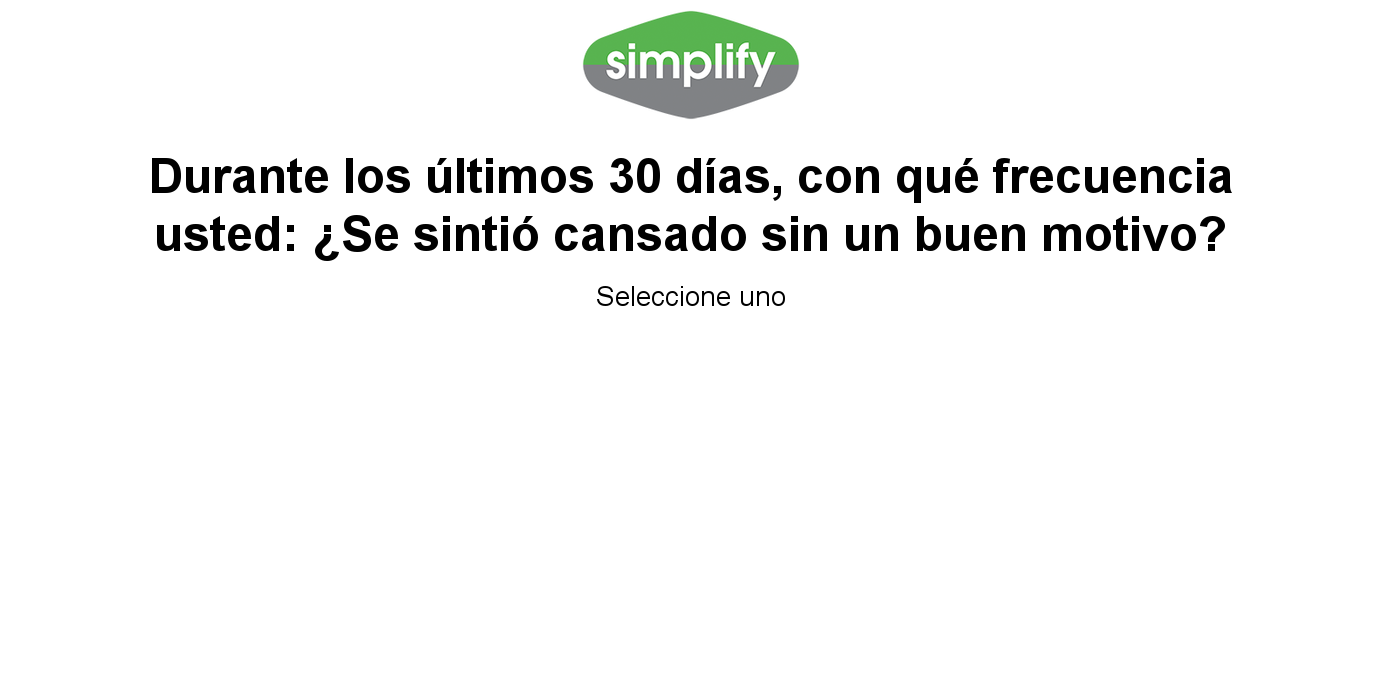 simplify
Durante los últimos 30 días, con qué frecuencia
usted: ¿Se sintió cansado sin un buen motivo?
Seleccione uno